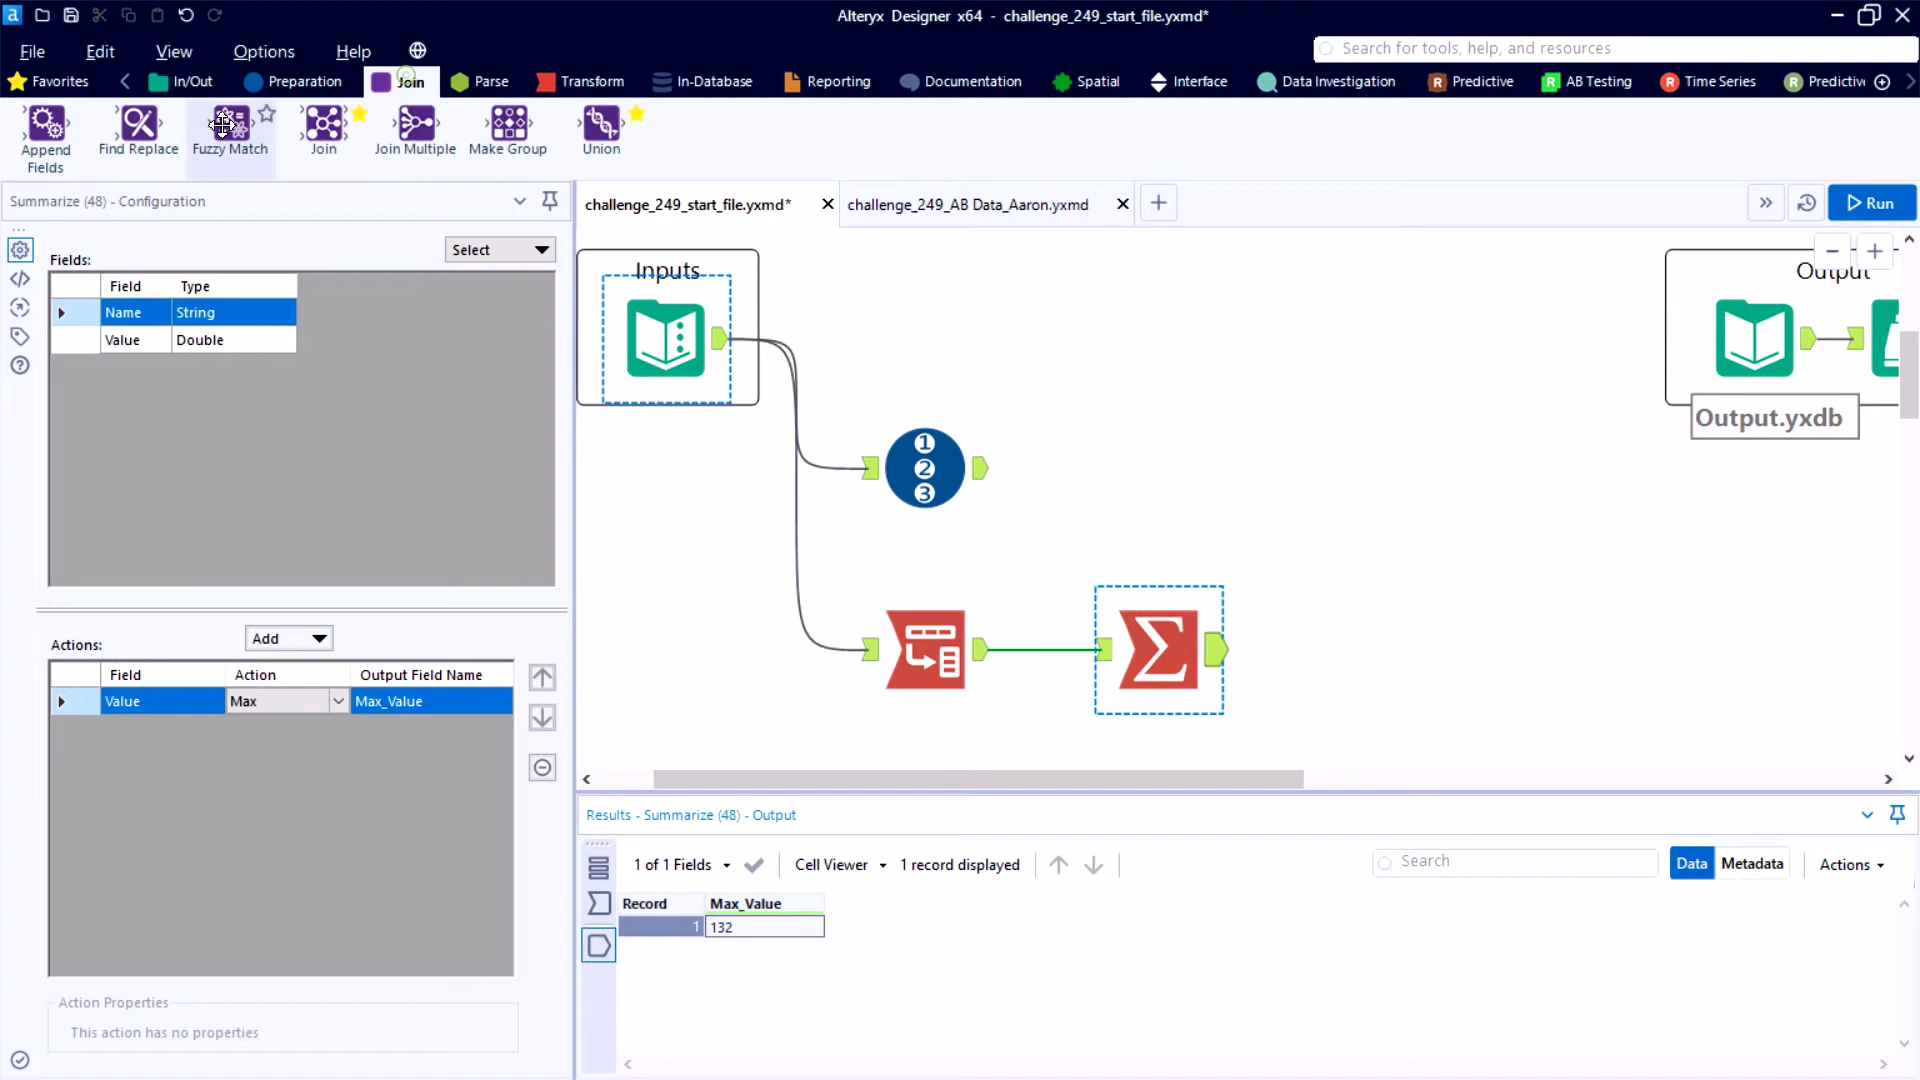 a
Alteryx Designer x64 - challenge_249_start_file.yxmd*
File Edit View Options Help
Search for tools, help, and resources
Favorites In/Out Preparation Join Parse Transform In-Database Reporting Documentation Spatial Interface Data Investigation Predictive AB Testing Time Series Predictiv
Append Fields
Find Replace
Fuzzy Match
Join
Join Multiple
Make Group
Union
Summarize (48) - Configuration
challenge_249_start_file.yxmd*
challenge_249_AB Data_Aaron.yxmd
Run
Fields:
Select
Field Type
Name String
Value Double
Actions:
Add
Field Action Output Field Name
Value Max Max_Value
Action Properties
This action has no properties
Inputs
1
2
3
Output
Output.yxdb
Results - Summarize (48) - Output
1 of 1 Fields Cell Viewer 1 record displayed
Search
Data Metadata Actions
Record Max_Value
1 132